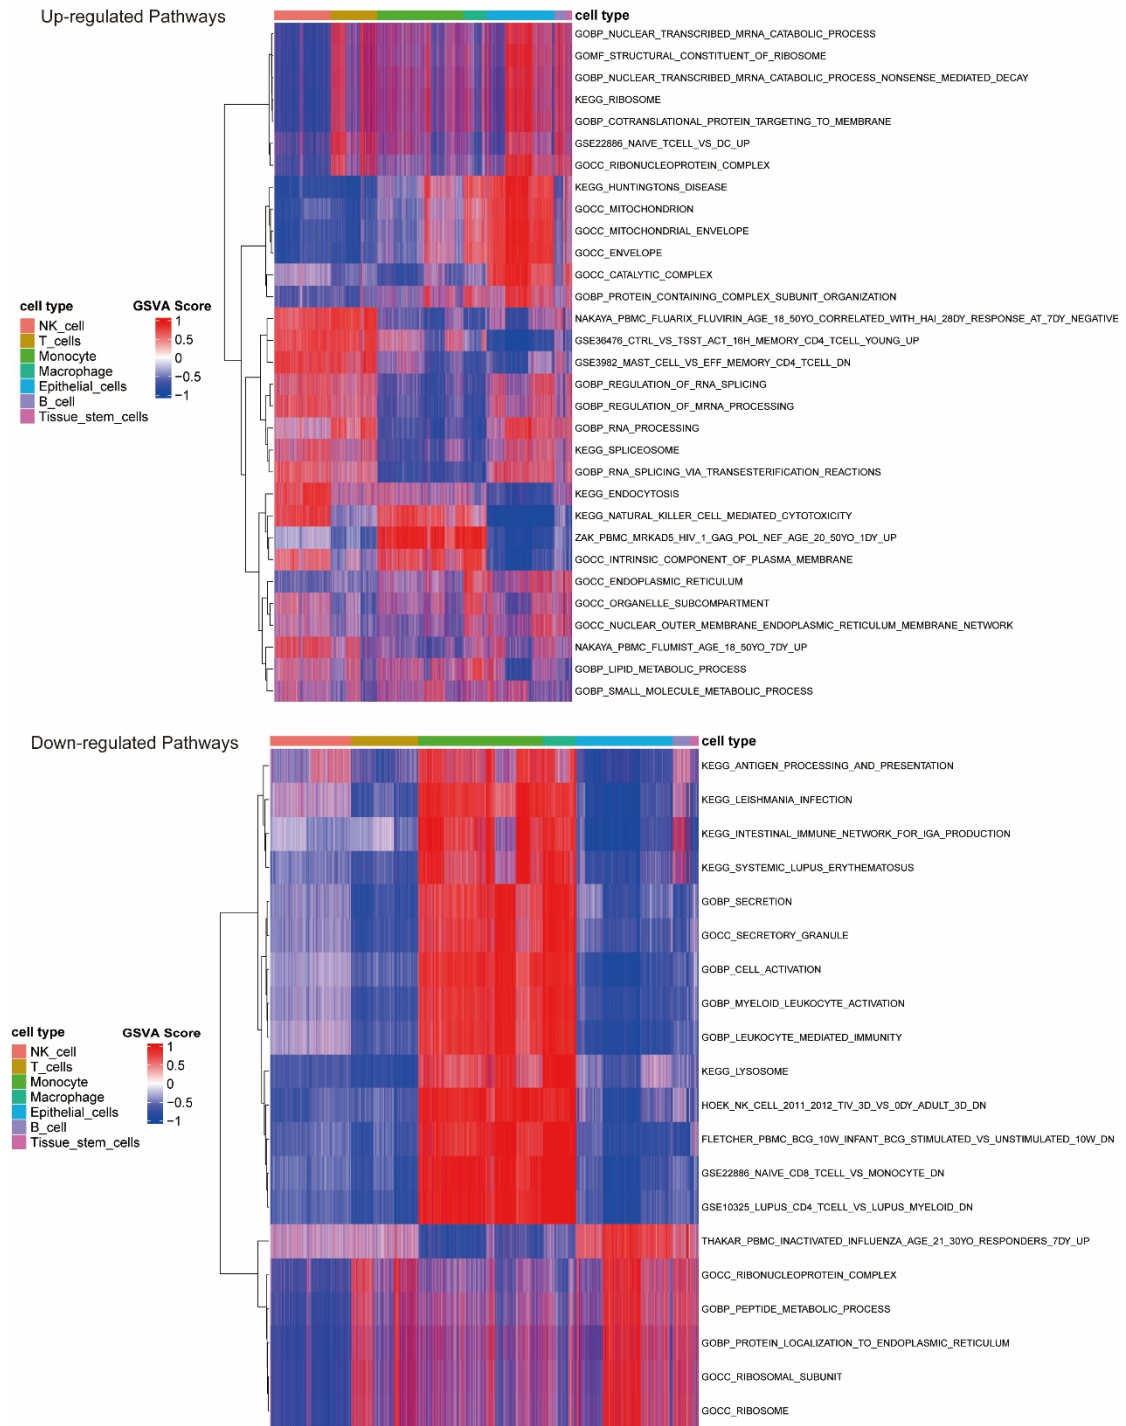 Up-regulated Pathways
cell type
GOBP_NUCLEAR_TRANSCRIBED_MRNA_CATABOLIC_PROCESS
GOMF_STRUCTURAL_CONSTITUENT_OF_RIBOSOME
GOBP_NUCLEAR_TRANSCRIBED_MRNA_CATABOLIC_PROCESS_NONSENSE_MEDIATED_DECAY
KEGG_RIBOSOME
GOBP_COTRANSLATIONAL_PROTEIN_TARGETING_TO_MEMBRANE
GSE22886_NAIVE_TCELL_VS_DC_UP
GOCC_RIBONUCLEOPROTEIN_COMPLEX
KEGG_HUNTINGTONS_DISEASE
GOCC_MITOCHONDRION
GOCC_MITOCHONDRIAL_ENVELOPE
GOCC_ENVELOPE
GOCC_CATALYTIC_COMPLEX
GOBP_PROTEIN_CONTAINING_COMPLEX_SUBUNIT_ORGANIZATION
NAKAYA_PBMC_FLUARIX_FLUVIRIN_AGE_18_50YO_CORRELATED_WITH_HAI_28DY_RESPONSE_AT_7DY_NEGATIVE
GSE36476_CTRL_VS_TSST_ACT_16H_MEMORY_CD4_TCELL_YOUNG_UP
GSE3982_MAST_CELL_VS_EFF_MEMORY_CD4_TCELL_DN
GOBP_REGULATION_OF_RNA_SPLICING
GOBP_REGULATION_OF_MRNA_PROCESSING
GOBP_RNA_PROCESSING
KEGG_SPLICEOSOME
GOBP_RNA_SPLICING_VIA_TRANSESTERIFICATION_REACTIONS
KEGG_ENDOCYTOSIS
KEGG_NATURAL_KILLER_CELL_MEDIATED_CYTOTOXICITY
ZAK_PBMC_MRKAD5_HIV_1_GAG_POL_NEF_AGE_20_50YO_1DY_UP
GOCC_INTRINSIC_COMPONENT_OF_PLASMA_MEMBRANE
GOCC_ENDOPLASMIC_RETICULUM
GOCC_ORGANELLE_SUBCOMPARTMENT
GOCC_NUCLEAR_OUTER_MEMBRANE_ENDOPLASMIC_RETICULUM_MEMBRANE_NETWORK
NAKAYA_PBMC_FLUMIST_AGE_18_50YO_7DY_UP
GOBP_LIPID_METABOLIC_PROCESS
GOBP_SMALL_MOLECULE_METABOLIC_PROCESS
cell type
NK_cell
T_cells
Monocyte
Macrophage
Epithelial_cells
B_cell
Tissue_stem_cells
GSVA Score
1
0.5
0
−0.5
−1
Down-regulated Pathways
cell type
KEGG_ANTIGEN_PROCESSING_AND_PRESENTATION
KEGG_LEISHMANIA_INFECTION
KEGG_INTESTINAL_IMMUNE_NETWORK_FOR_IGA_PRODUCTION
KEGG_SYSTEMIC_LUPUS_ERYTHEMATOSUS
GOBP_SECRETION
GOCC_SECRETORY_GRANULE
GOBP_CELL_ACTIVATION
GOBP_MYELOID_LEUKOCYTE_ACTIVATION
GOBP_LEUKOCYTE_MEDIATED_IMMUNITY
KEGG_LYSOSOME
HOEK_NK_CELL_2011_2012_TIV_3D_VS_0DY_ADULT_3D_DN
FLETCHER_PBMC_BCG_10W_INFANT_BCG_STIMULATED_VS_UNSTIMULATED_10W_DN
GSE22886_NAIVE_CD8_TCELL_VS_MONOCYTE_DN
GSE10325_LUPUS_CD4_TCELL_VS_LUPUS_MYELOID_DN
THAKAR_PBMC_INACTIVATED_INFLUENZA_AGE_21_30YO_RESPONDERS_7DY_UP
GOCC_RIBONUCLEOPROTEIN_COMPLEX
GOBP_PEPTIDE_METABOLIC_PROCESS
GOBP_PROTEIN_LOCALIZATION_TO_ENDOPLASMIC_RETICULUM
GOCC_RIBOSOMAL_SUBUNIT
GOCC_RIBOSOME
cell type
NK_cell
T_cells
Monocyte
Macrophage
Epithelial_cells
B_cell
Tissue_stem_cells
GSVA Score
1
0.5
0
−0.5
−1